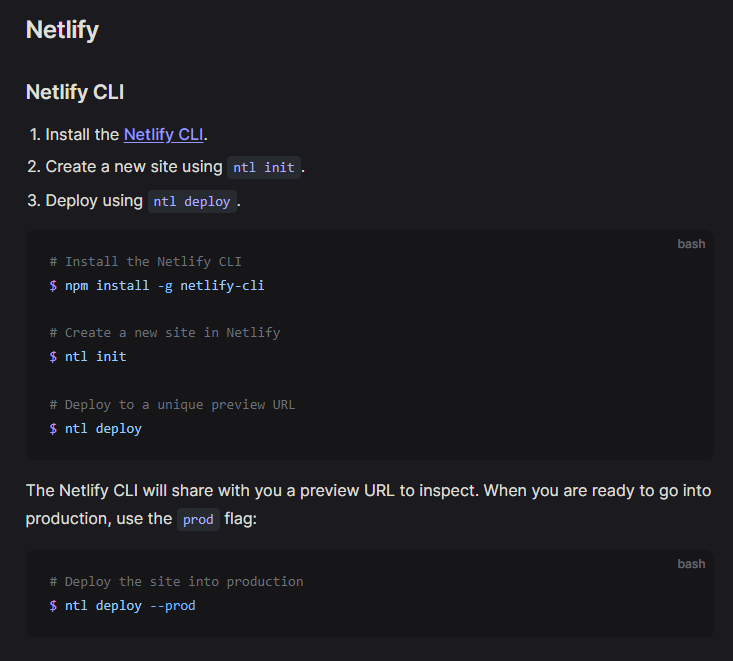 Netlify
Netlify CLI
1. Install the Netlify CLI.
2. Create a new site using ntl init.
3. Deploy using ntl deploy.
bash
# Install the Netlify CLI
$ npm install -g netlify-cli
# Create a new site in Netlify
$ ntl init
# Deploy to a unique preview URL
$ ntl deploy
The Netlify CLI will share with you a preview URL to inspect. When you are ready to go into
production, use the prod flag:
bash
# Deploy the site into production
$ ntl deploy --prod